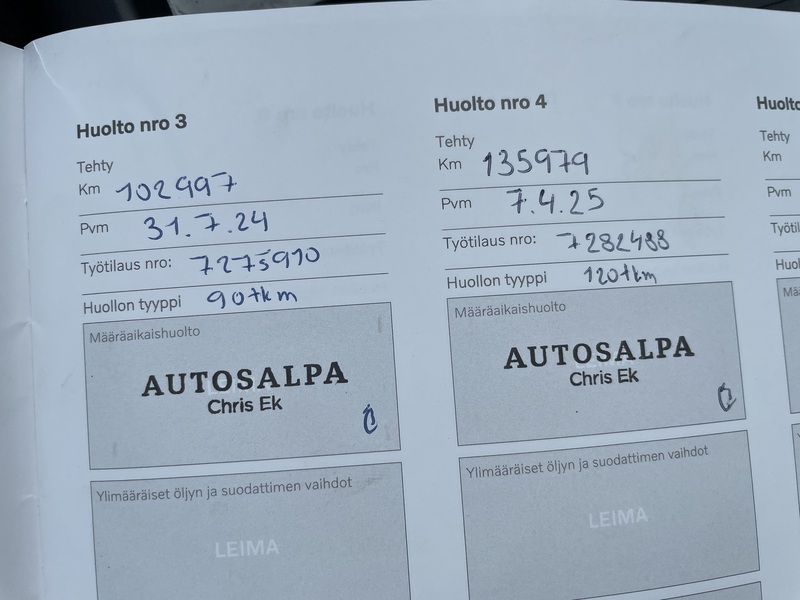 Huolto nro 3
Tehty
Km 102997
Pvm 31.7.24
Työtilaus nro: 7275910
Huollon tyyppi 90tkm
Määräaikaishuolto
AUTOSALPA
Chris Ek
Ylimääräiset öljyn ja suodattimen vaihdot
LEIMA
Huolto nro 4
Tehty
Km 135979
Pvm 7.4.25
Työtilaus nro: 7282488
Huollon tyyppi 120tkm
Määräaikaishuolto
AUTOSALPA
Chris Ek
Ylimääräiset öljyn ja suodattimen vaihdot
LEIMA
Huolto
Tehty
Km
Pvm